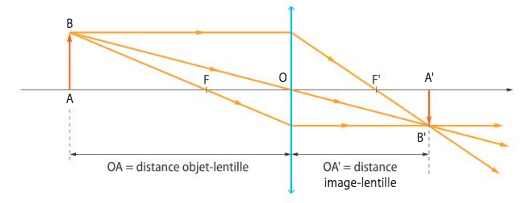 B
F
O
F'
A'
A
B'
OA = distance objet-lentille
OA' = distance
image-lentille